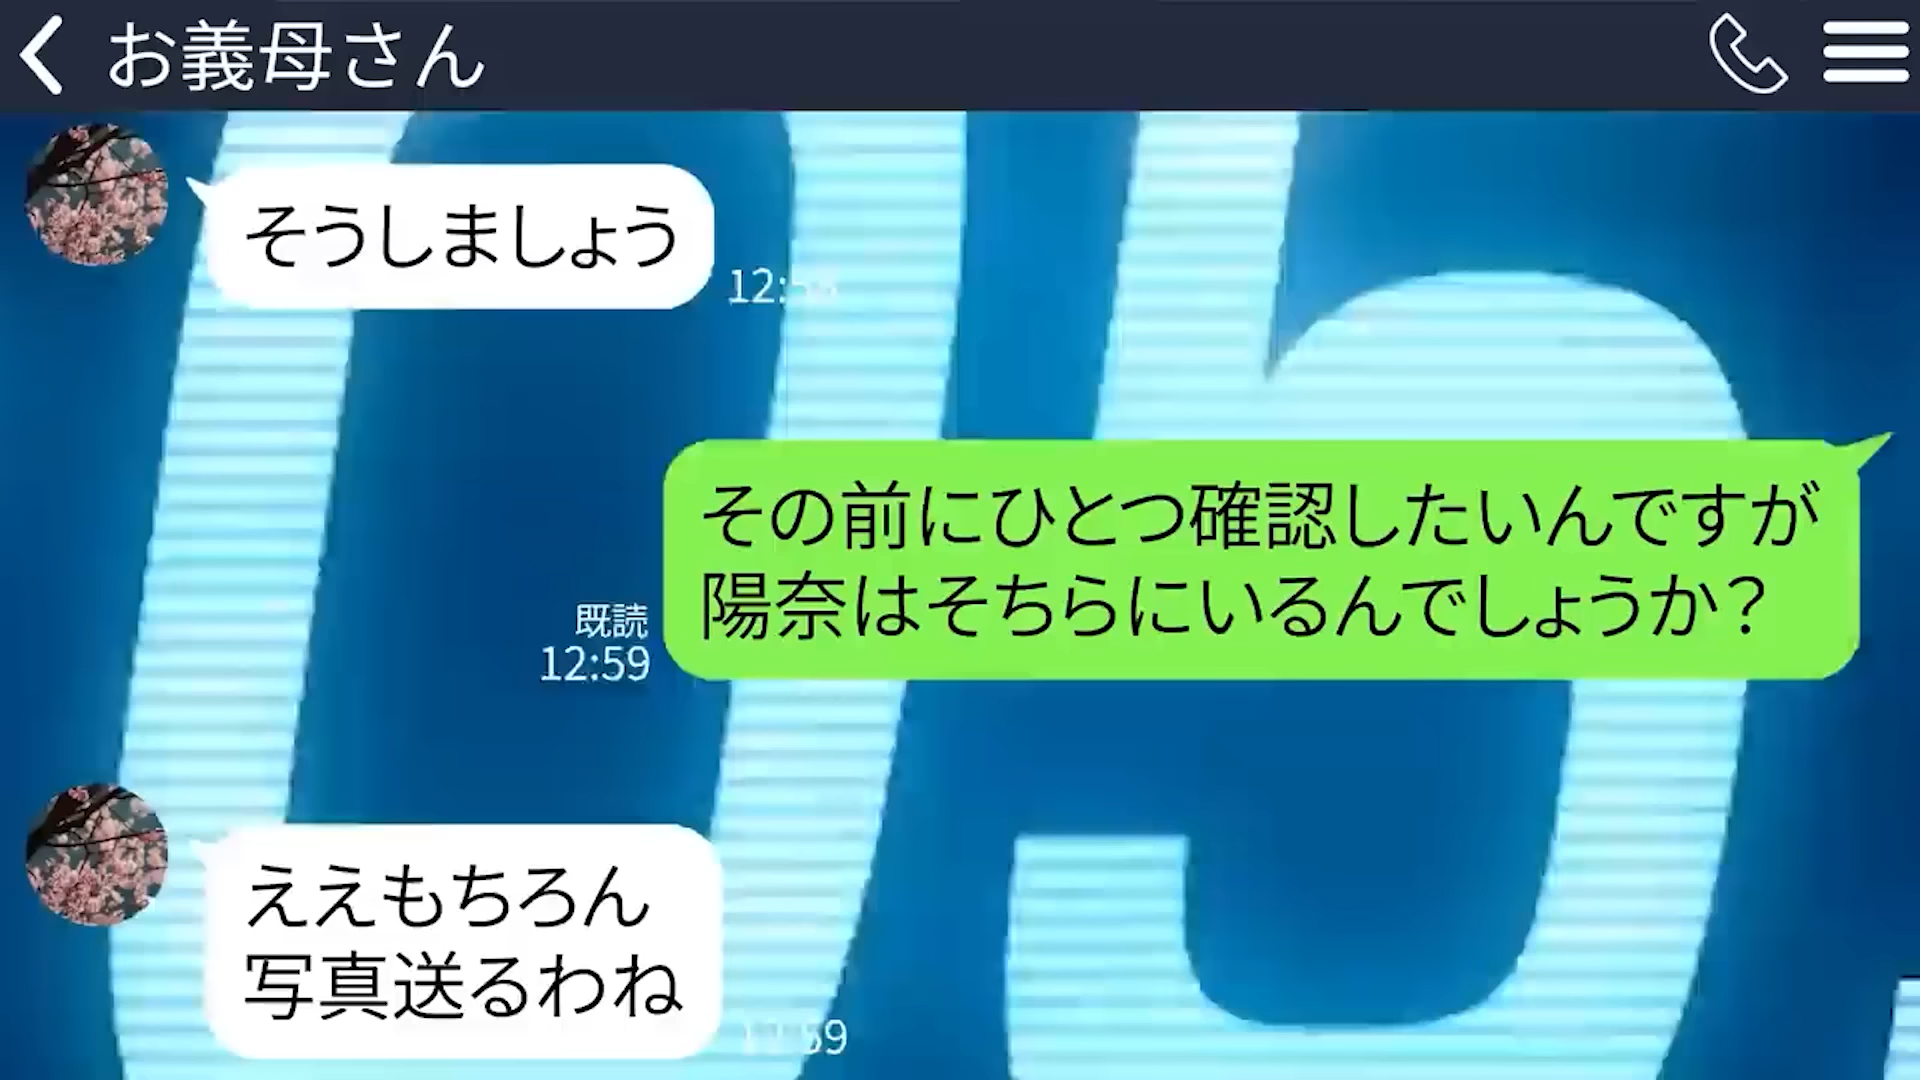 お義母さん
そうしましょう
その前にひとつ確認したいんですが
陽奈はそちらにいるんでしょうか？
既読
12:59
ええもちろん
写真送るわね
12:59